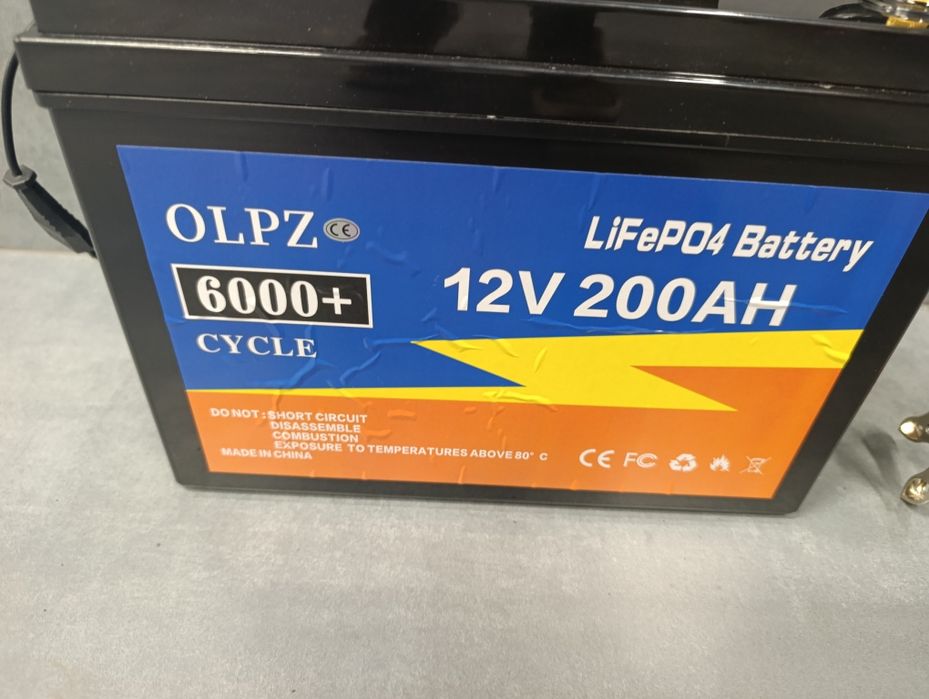 OLPZ CE
6000+
CYCLE
LiFePO4 Battery
12V 200AH
DO NOT : SHORT CIRCUIT
DISASSEMBLE
COMBUSTION
EXPOSURE TO TEMPERATURES ABOVE 80° C
MADE IN CHINA
CE FC